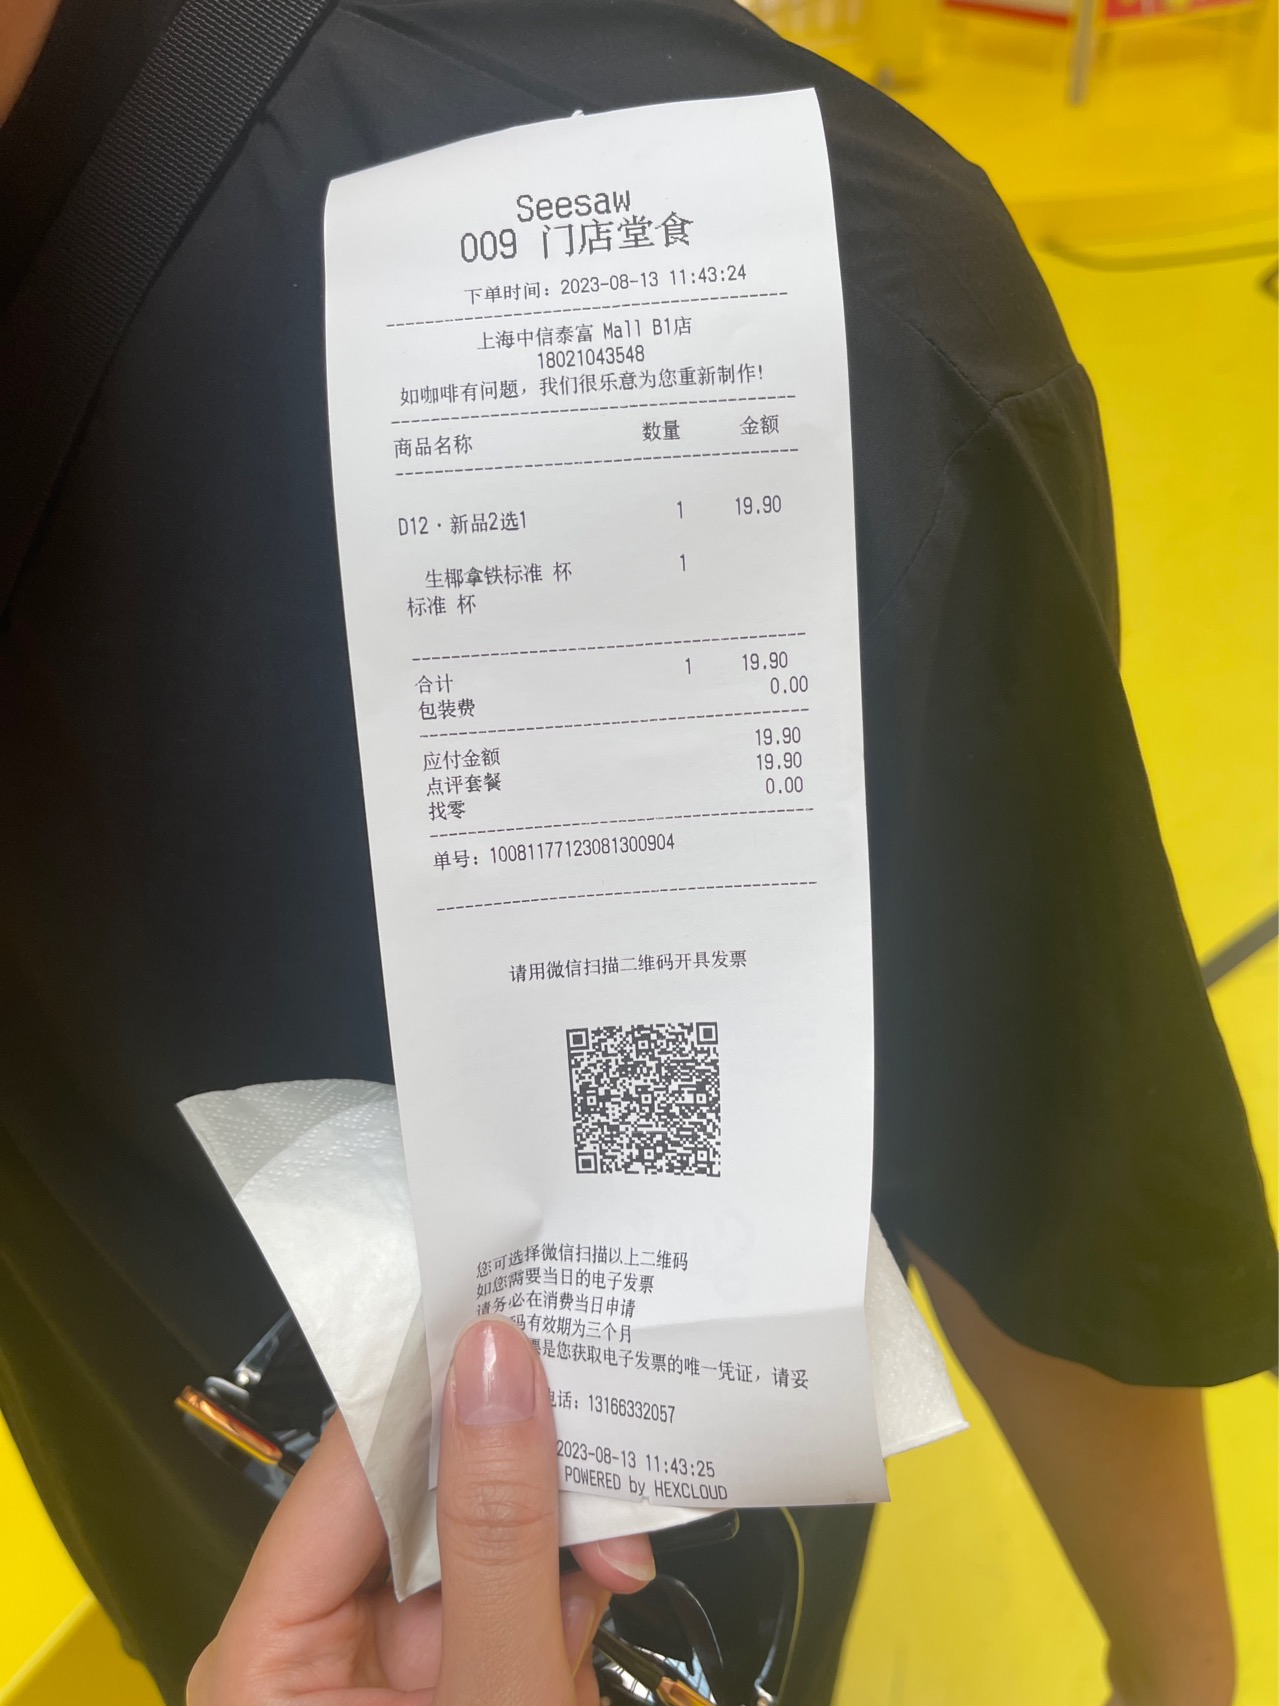 Seesaw
009 门店堂食
下单时间：2023-08-13 11:43:24
上海中信泰富 Mall B1店
18021043548
如咖啡有问题，我们很乐意为您重新制作！
商品名称 数量 金额
D12·新品2选1 1 19.90
生椰拿铁标准 杯 1
标准 杯
合计 1 19.90
包装费 0.00
应付金额 19.90
点评套餐 19.90
找零 0.00
单号：10081177123081300904
请用微信扫描二维码开具发票
您可选择微信扫描以上二维码
如您需要当日的电子发票
请务必在消费当日申请
码有效期为三个月
票是您获取电子发票的唯一凭证，请妥
电话：13166332057
2023-08-13 11:43:25
POWERED by HEXCLOUD